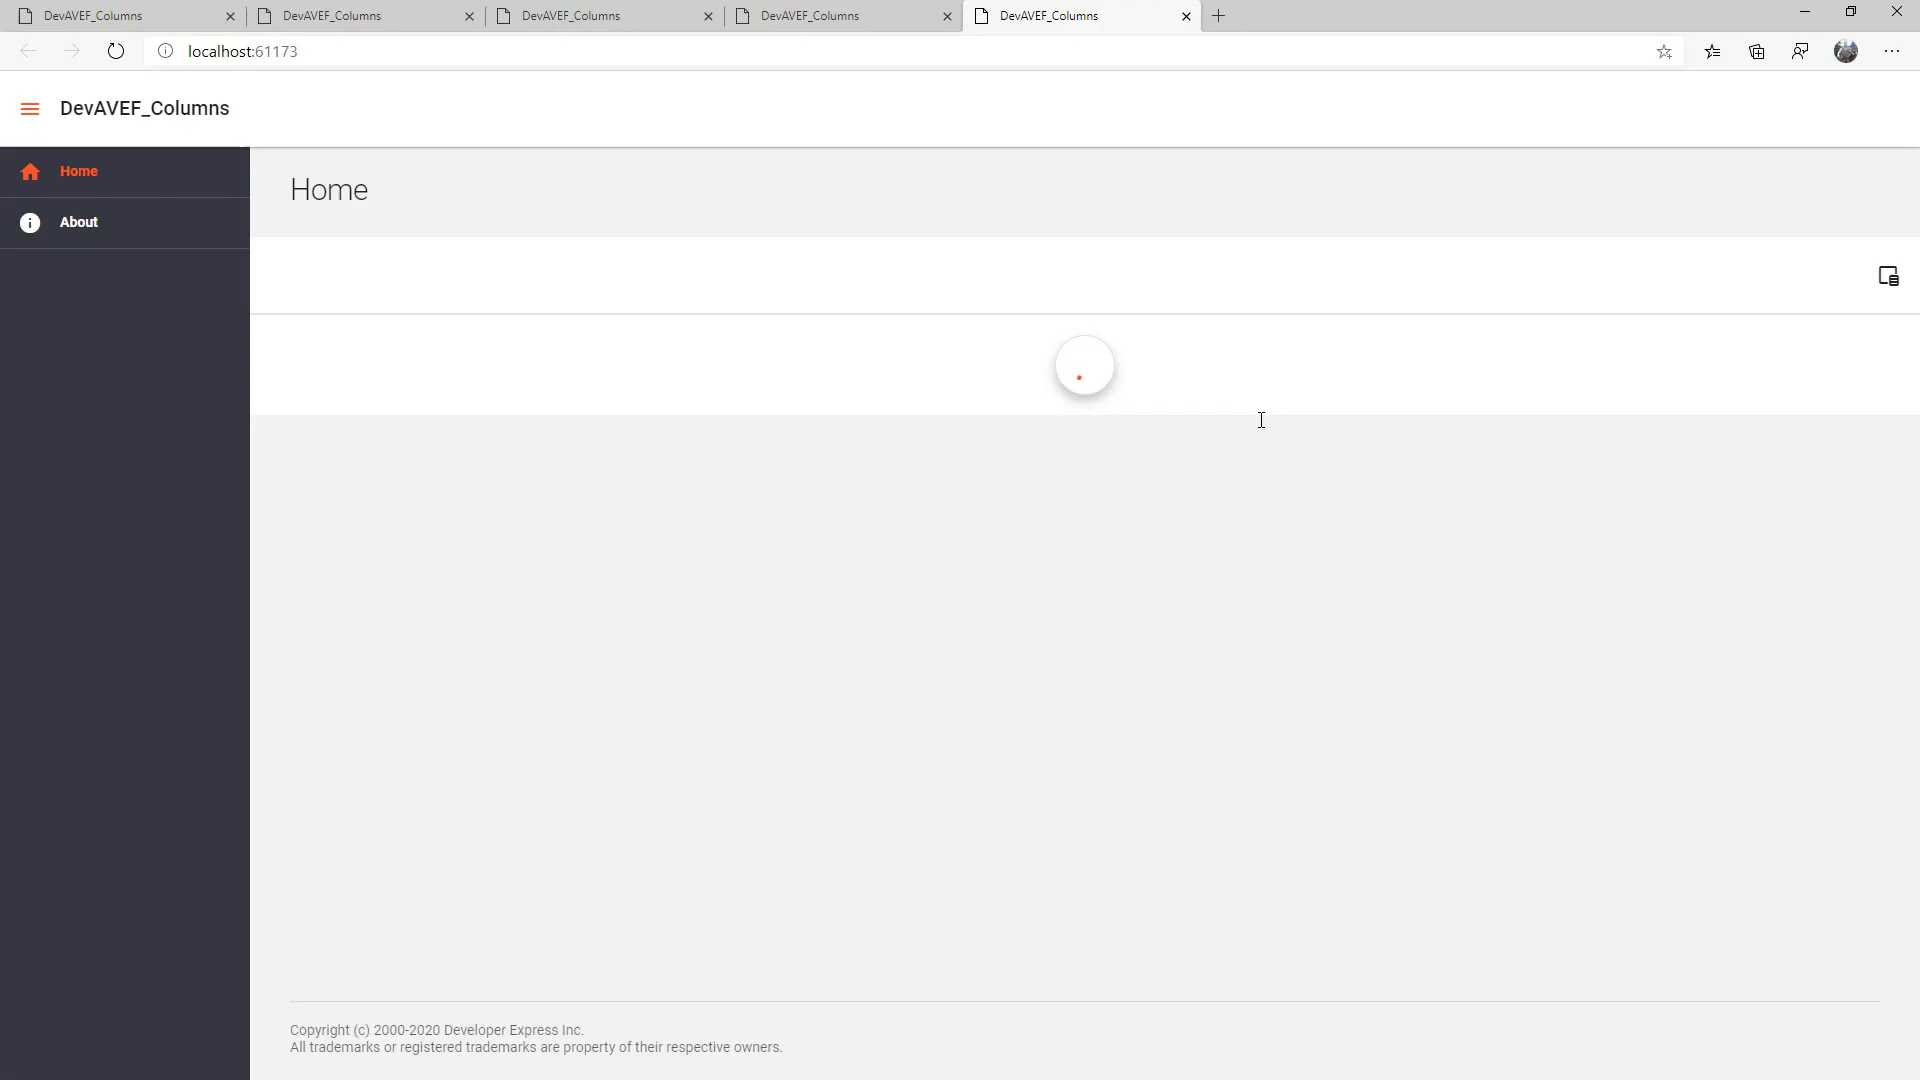 DevAVEF_Columns
DevAVEF_Columns
DevAVEF_Columns
DevAVEF_Columns
DevAVEF_Columns
localhost:61173
DevAVEF_Columns
Home
About
Home
Copyright (c) 2000-2020 Developer Express Inc.
All trademarks or registered trademarks are property of their respective owners.